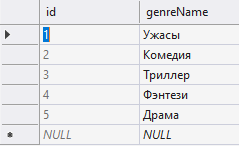 id genreName
1 Ужасы
2 Комедия
3 Триллер
4 Фэнтези
5 Драма
NULL NULL